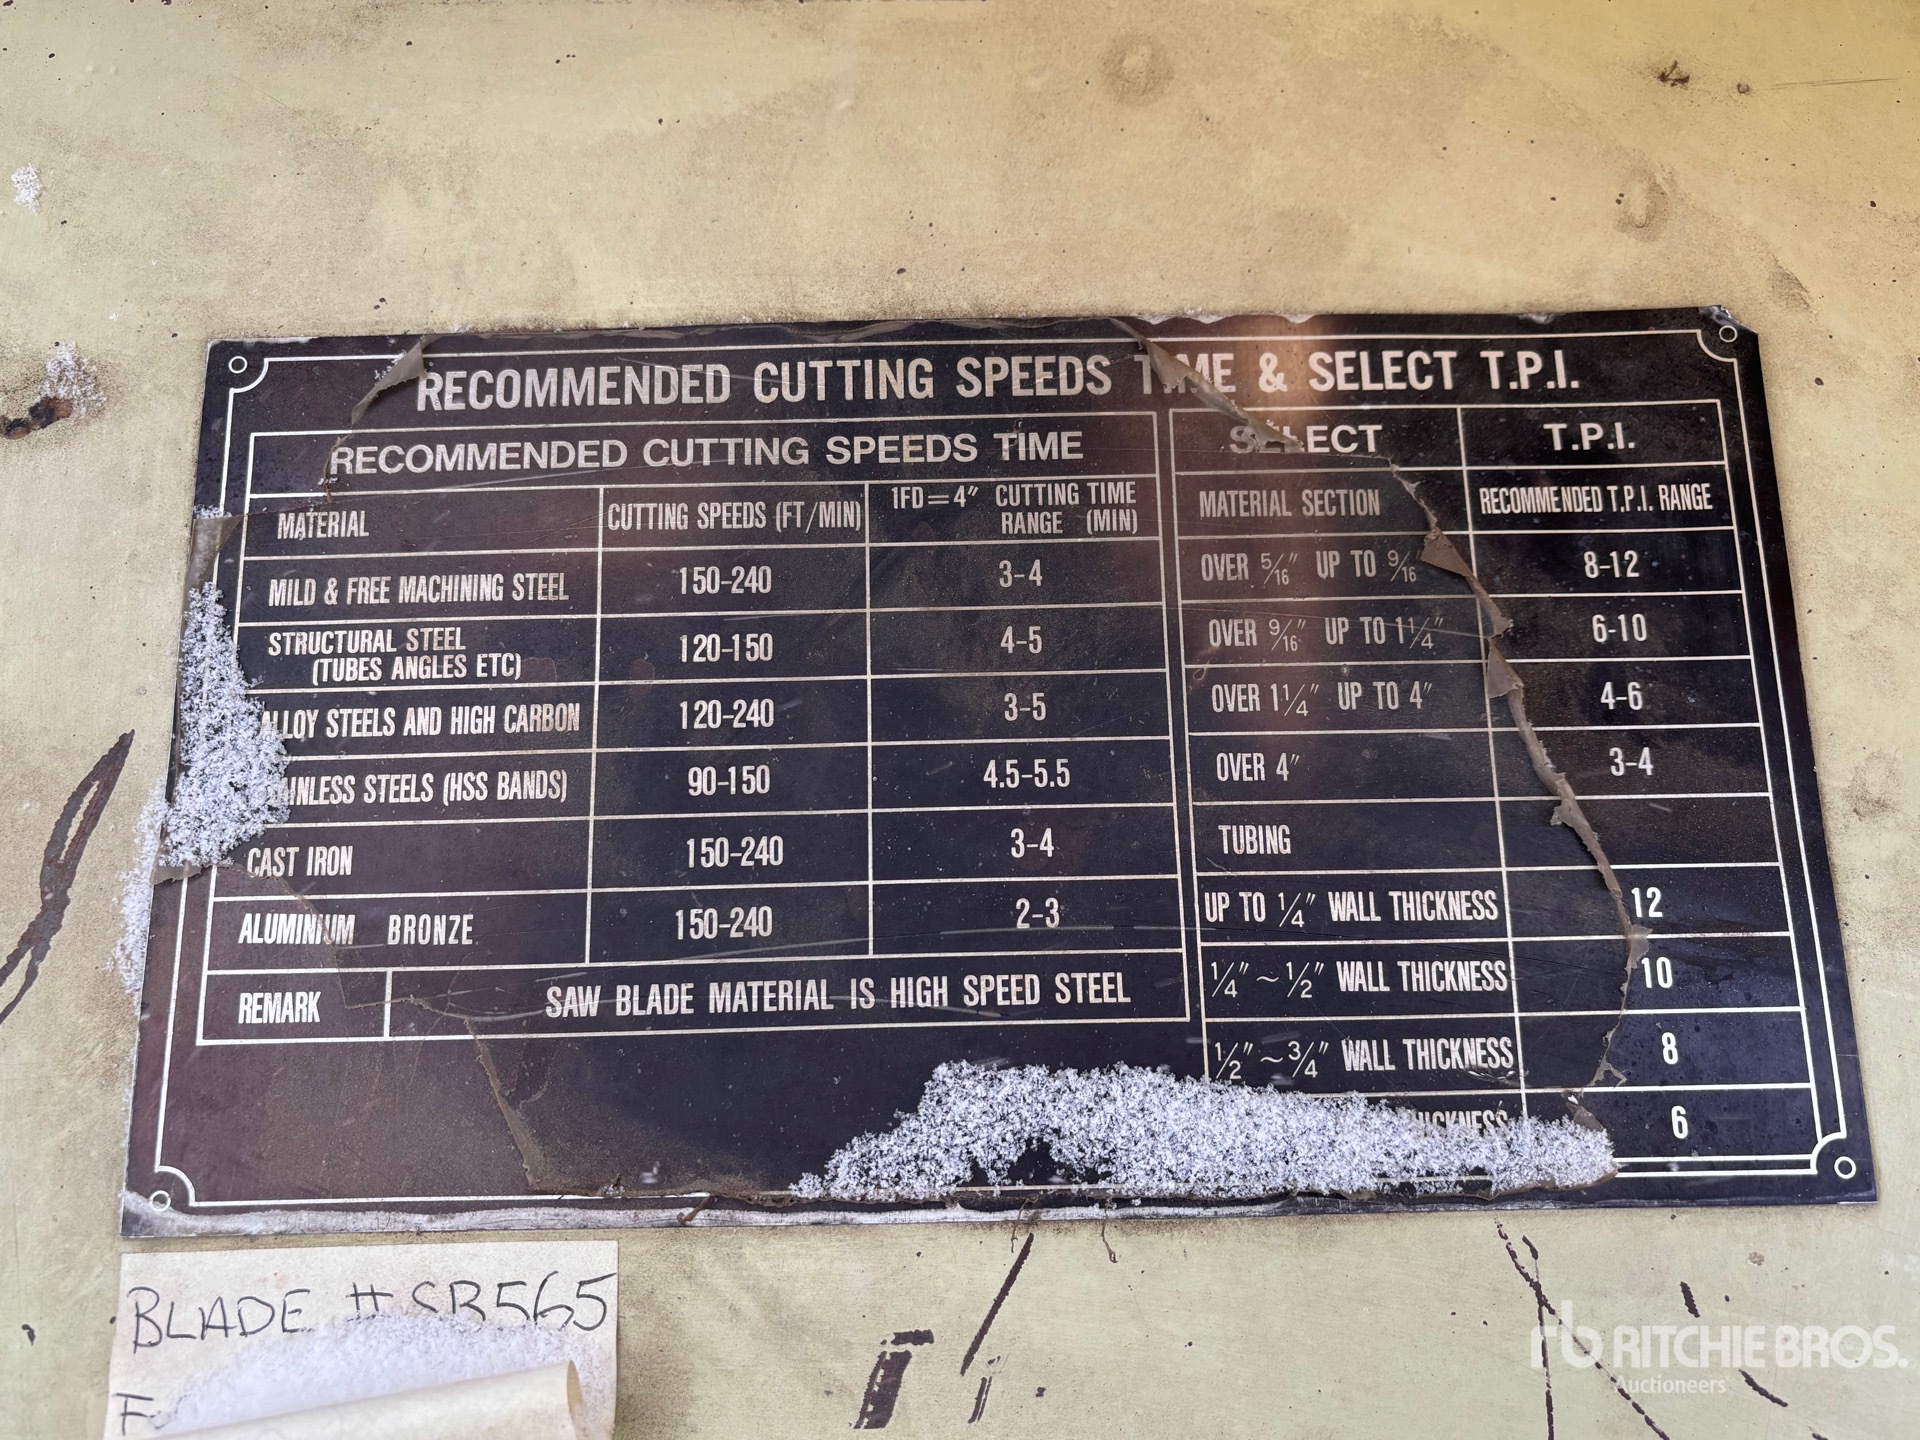 RECOMMENDED CUTTING SPEEDS TIME & SELECT T.P.I.
RECOMMENDED CUTTING SPEEDS TIME
MATERIAL CUTTING SPEEDS (FT/MIN) 1FD=4" CUTTING TIME RANGE (MIN)
MILD & FREE MACHINING STEEL 150-240 3-4
STRUCTURAL STEEL (TUBES ANGLES ETC) 120-150 4-5
ALLOY STEELS AND HIGH CARBON 120-240 3-5
STEELS (HSS BANDS) 90-150 4.5-5.5
CAST IRON 150-240 3-4
ALUMINIUM BRONZE 150-240 2-3
REMARK SAW BLADE MATERIAL IS HIGH SPEED STEEL
SELECT T.P.I.
MATERIAL SECTION RECOMMENDED T.P.I. RANGE
OVER 5/16" UP TO 9/16" 8-12
OVER 9/16" UP TO 1 1/4" 6-10
OVER 1 1/4" UP TO 4" 4-6
OVER 4" 3-4
TUBING
UP TO 1/4" WALL THICKNESS 12
1/4" ~ 1/2" WALL THICKNESS 10
1/2" ~ 3/4" WALL THICKNESS 8
6
BLADE # SB565
rb RITCHIE BROS.
Auctioneers